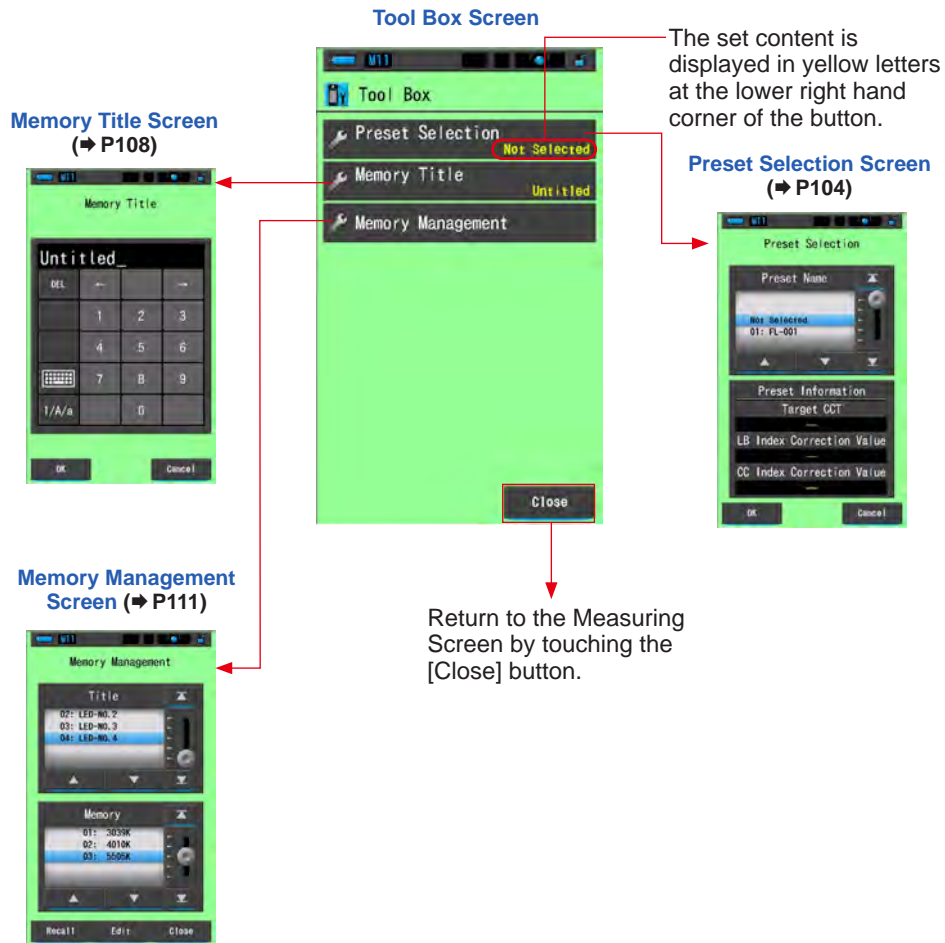 Tool Box Screen
M11
Tool Box
Preset Selection
Not Selected
Memory Title
Untitled
Memory Management
Close
The set content is
displayed in yellow letters
at the lower right hand
corner of the button.
Memory Title Screen
(➡ P108)
M11
Memory Title
Untitled_
DEL ← →
1 2 3
4 5 6
7 8 9
1/A/a 0
OK Cancel
Preset Selection Screen
(➡ P104)
M11
Preset Selection
Preset Name
Not Selected
01: FL-001
▲ ▼
Preset Information
Target CCT
—
LB Index Correction Value
—
CC Index Correction Value
—
OK Cancel
Memory Management
Screen (➡ P111)
M11
Memory Management
Title
02: LED-NO.2
03: LED-NO.3
04: LED-NO.4
▲ ▼
Memory
01: 3039K
02: 4010K
03: 5505K
▲ ▼
Recall Edit Close
Return to the Measuring
Screen by touching the
[Close] button.